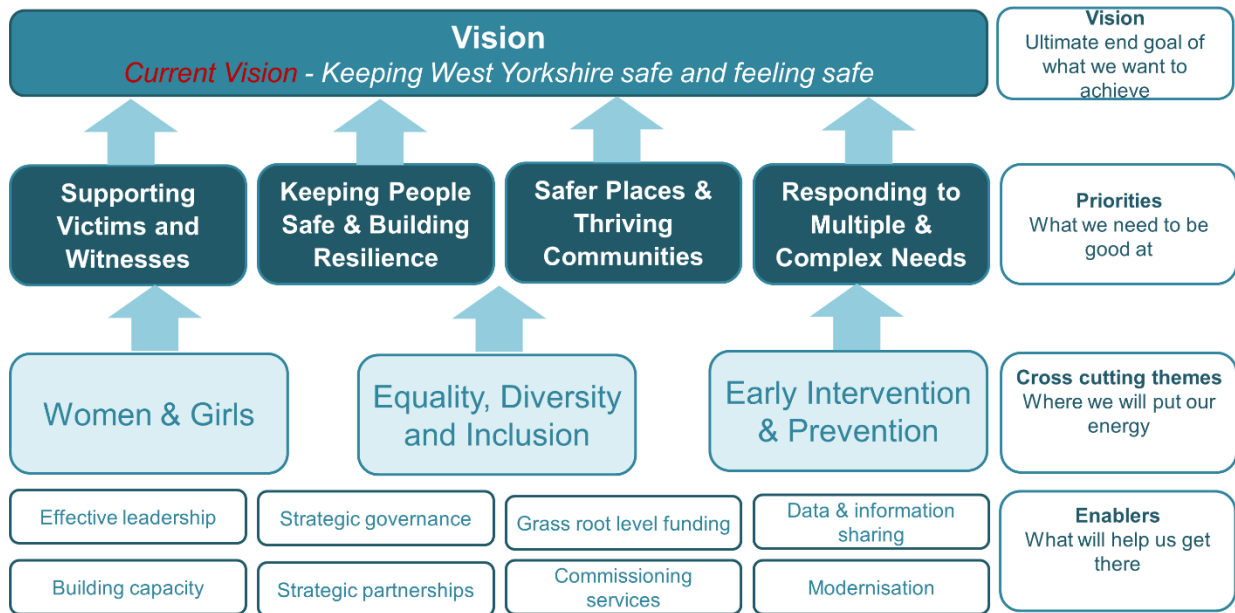 Vision
Current Vision - Keeping West Yorkshire safe and feeling safe
Vision
Ultimate end goal of
what we want to
achieve
Supporting
Victims and
Witnesses
Keeping People
Safe & Building
Resilience
Safer Places &
Thriving
Communities
Responding to
Multiple &
Complex Needs
Priorities
What we need to be
good at
Women & Girls
Equality, Diversity
and Inclusion
Early Intervention
& Prevention
Cross cutting themes
Where we will put our
energy
Effective leadership
Strategic governance
Grass root level funding
Data & information
sharing
Building capacity
Strategic partnerships
Commissioning
services
Modernisation
Enablers
What will help us get
there